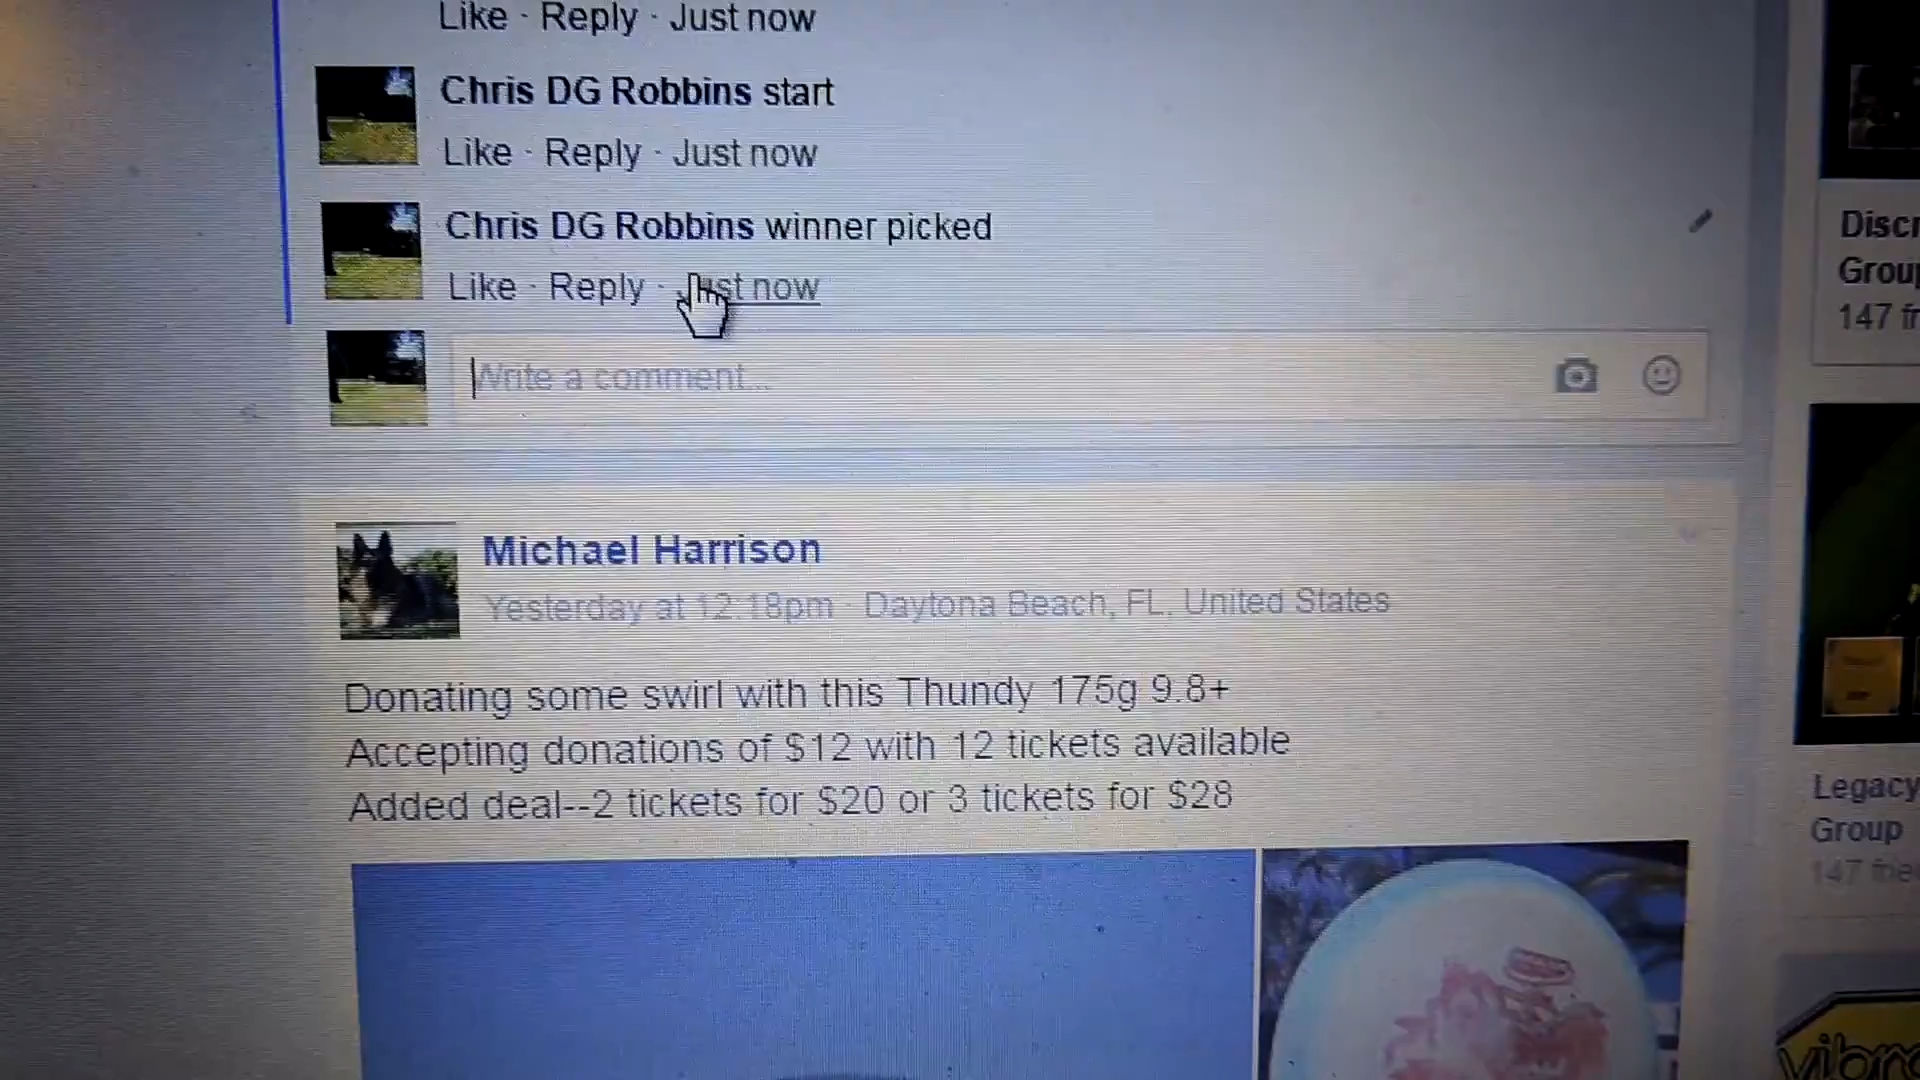 Like · Reply · Just now
Chris DG Robbins start
Like · Reply · Just now
Chris DG Robbins winner picked
Like · Reply · Just now
Write a comment...
Michael Harrison
Yesterday at 12:18pm · Daytona Beach, FL, United States
Donating some swirl with this Thundy 175g 9.8+
Accepting donations of $12 with 12 tickets available
Added deal--2 tickets for $20 or 3 tickets for $28
147 fr
Legacy
Group
147 frie